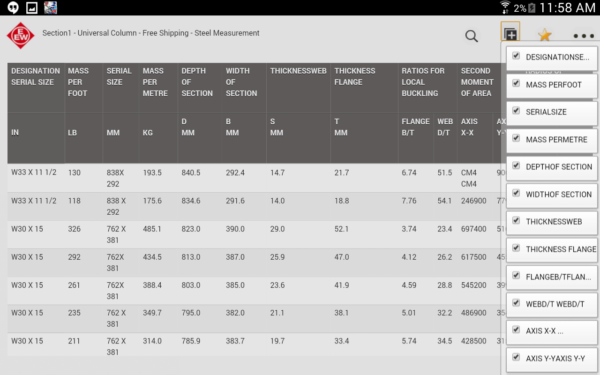 2% 11:58 AM
E
EEW
Section1 - Universal Column - Free Shipping - Steel Measurement
DESIGNATION SERIAL SIZE MASS PER FOOT SERIAL SIZE MASS PER METRE DEPTH OF SECTION WIDTH OF SECTION THICKNESSWEB THICKNESS FLANGE RATIOS FOR LOCAL BUCKLING SECOND MOMENT OF AREA
D B S T FLANGE WEB AXIS
IN LB MM KG MM MM MM MM B/T D/T X-X
W33 X 11 1/2 130 838X 292 193.5 840.5 292.4 14.7 21.7 6.74 51.5 CM4 CM4
W33 X 11 1/2 118 838 X 292 175.6 834.6 291.6 14.0 18.8 7.76 54.1 246900
W30 X 15 326 762 X 381 485.1 823.0 390.0 29.0 52.1 3.74 23.4 697400
W30 X 15 292 762X 381 434.5 813.0 387.0 25.9 47.0 4.12 26.2 617500
W30 X 15 261 762X 381 388.4 803.0 385.0 23.6 41.9 4.59 28.8 545200
W30 X 15 235 762 X 381 349.7 795.0 382.0 21.1 38.1 5.01 32.2 486900
W30 X 15 211 762 X 381 314.0 785.9 383.7 19.7 33.4 5.74 34.5 428500
DESIGNATIONSE...
MASS PERFOOT
SERIALSIZE
MASS PERMETRE
DEPTHOF SECTION
WIDTHOF SECTION
THICKNESSWEB
THICKNESS FLANGE
FLANGEB/TFLAN...
WEBD/T WEBD/T
AXIS X-X ...
AXIS Y-YAXIS Y-Y